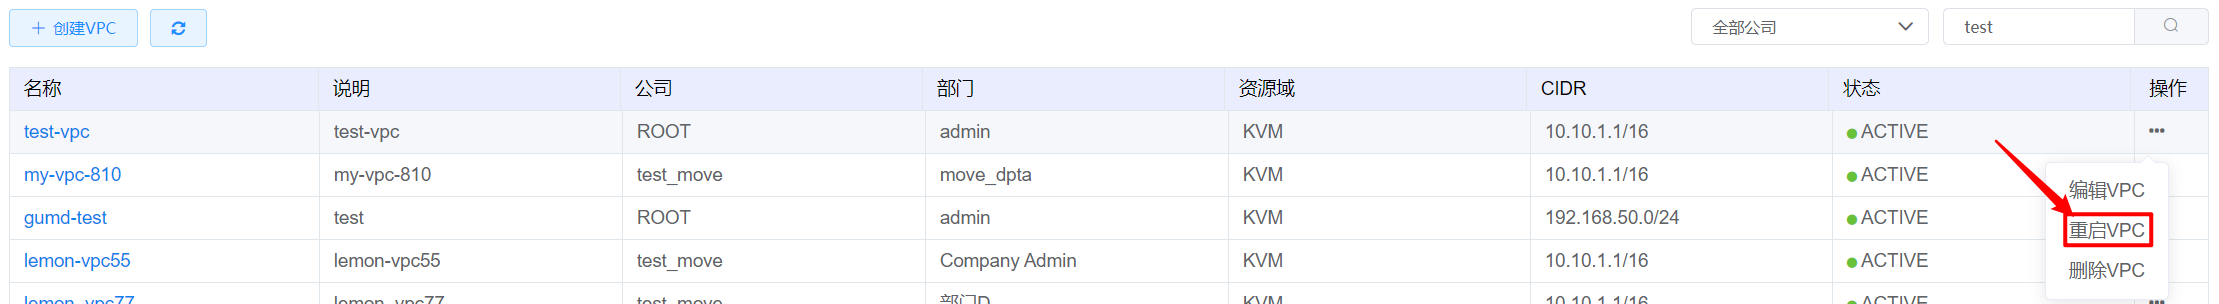 + 创建VPC 全部公司 test
名称 说明 公司 部门 资源域 CIDR 状态 操作
test-vpc test-vpc ROOT admin KVM 10.10.1.1/16 ACTIVE •••
my-vpc-810 my-vpc-810 test_move move_dpta KVM 10.10.1.1/16 ACTIVE 编辑VPC
gumd-test test ROOT admin KVM 192.168.50.0/24 ACTIVE 重启VPC
lemon-vpc55 lemon-vpc55 test_move Company Admin KVM 10.10.1.1/16 ACTIVE 删除VPC
lemon-vpc77 lemon-vpc77 test_move 部门D KVM 10.10.1.1/16 ACTIVE •••